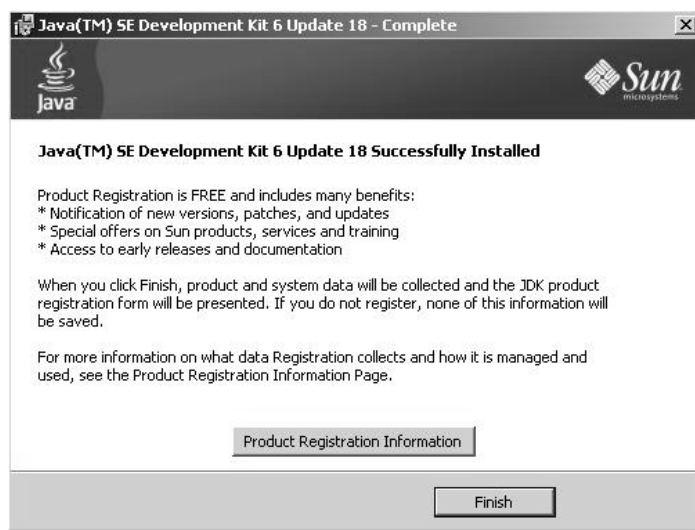 Java(TM) SE Development Kit 6 Update 18 - Complete
Java
Sun
microsystems
Java(TM) SE Development Kit 6 Update 18 Successfully Installed
Product Registration is FREE and includes many benefits:
* Notification of new versions, patches, and updates
* Special offers on Sun products, services and training
* Access to early releases and documentation
When you click Finish, product and system data will be collected and the JDK product
registration form will be presented. If you do not register, none of this information will
be saved.
For more information on what data Registration collects and how it is managed and
used, see the Product Registration Information Page.
Product Registration Information
Finish